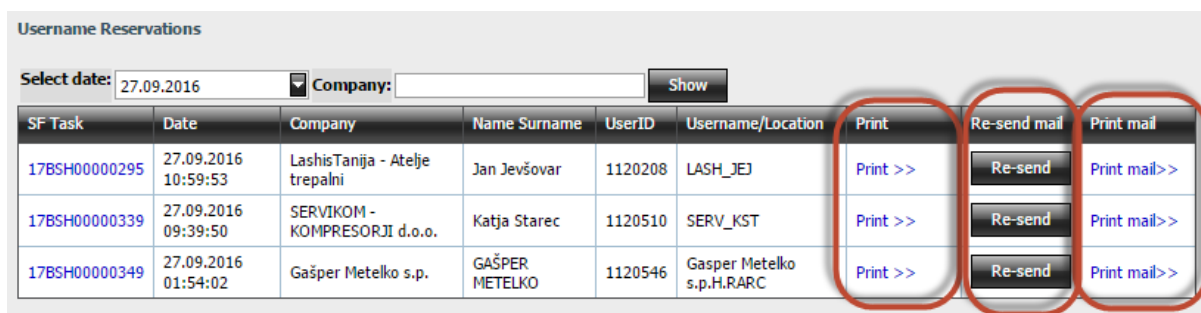 Username Reservations
Select date: 27.09.2016 Company: Show
SF Task Date Company Name Surname UserID Username/Location Print Re-send mail Print mail
17BSH00000295 27.09.2016 10:59:53 LashisTanija - Atelje trepalni Jan Jevšovar 1120208 LASH_JEJ Print >> Re-send Print mail>>
17BSH00000339 27.09.2016 09:39:50 SERVIKOM - KOMPRESORJI d.o.o. Katja Starec 1120510 SERV_KST Print >> Re-send Print mail>>
17BSH00000349 27.09.2016 01:54:02 Gašper Metelko s.p. GAŠPER METELKO 1120546 Gasper Metelko s.p.H.RARC Print >> Re-send Print mail>>